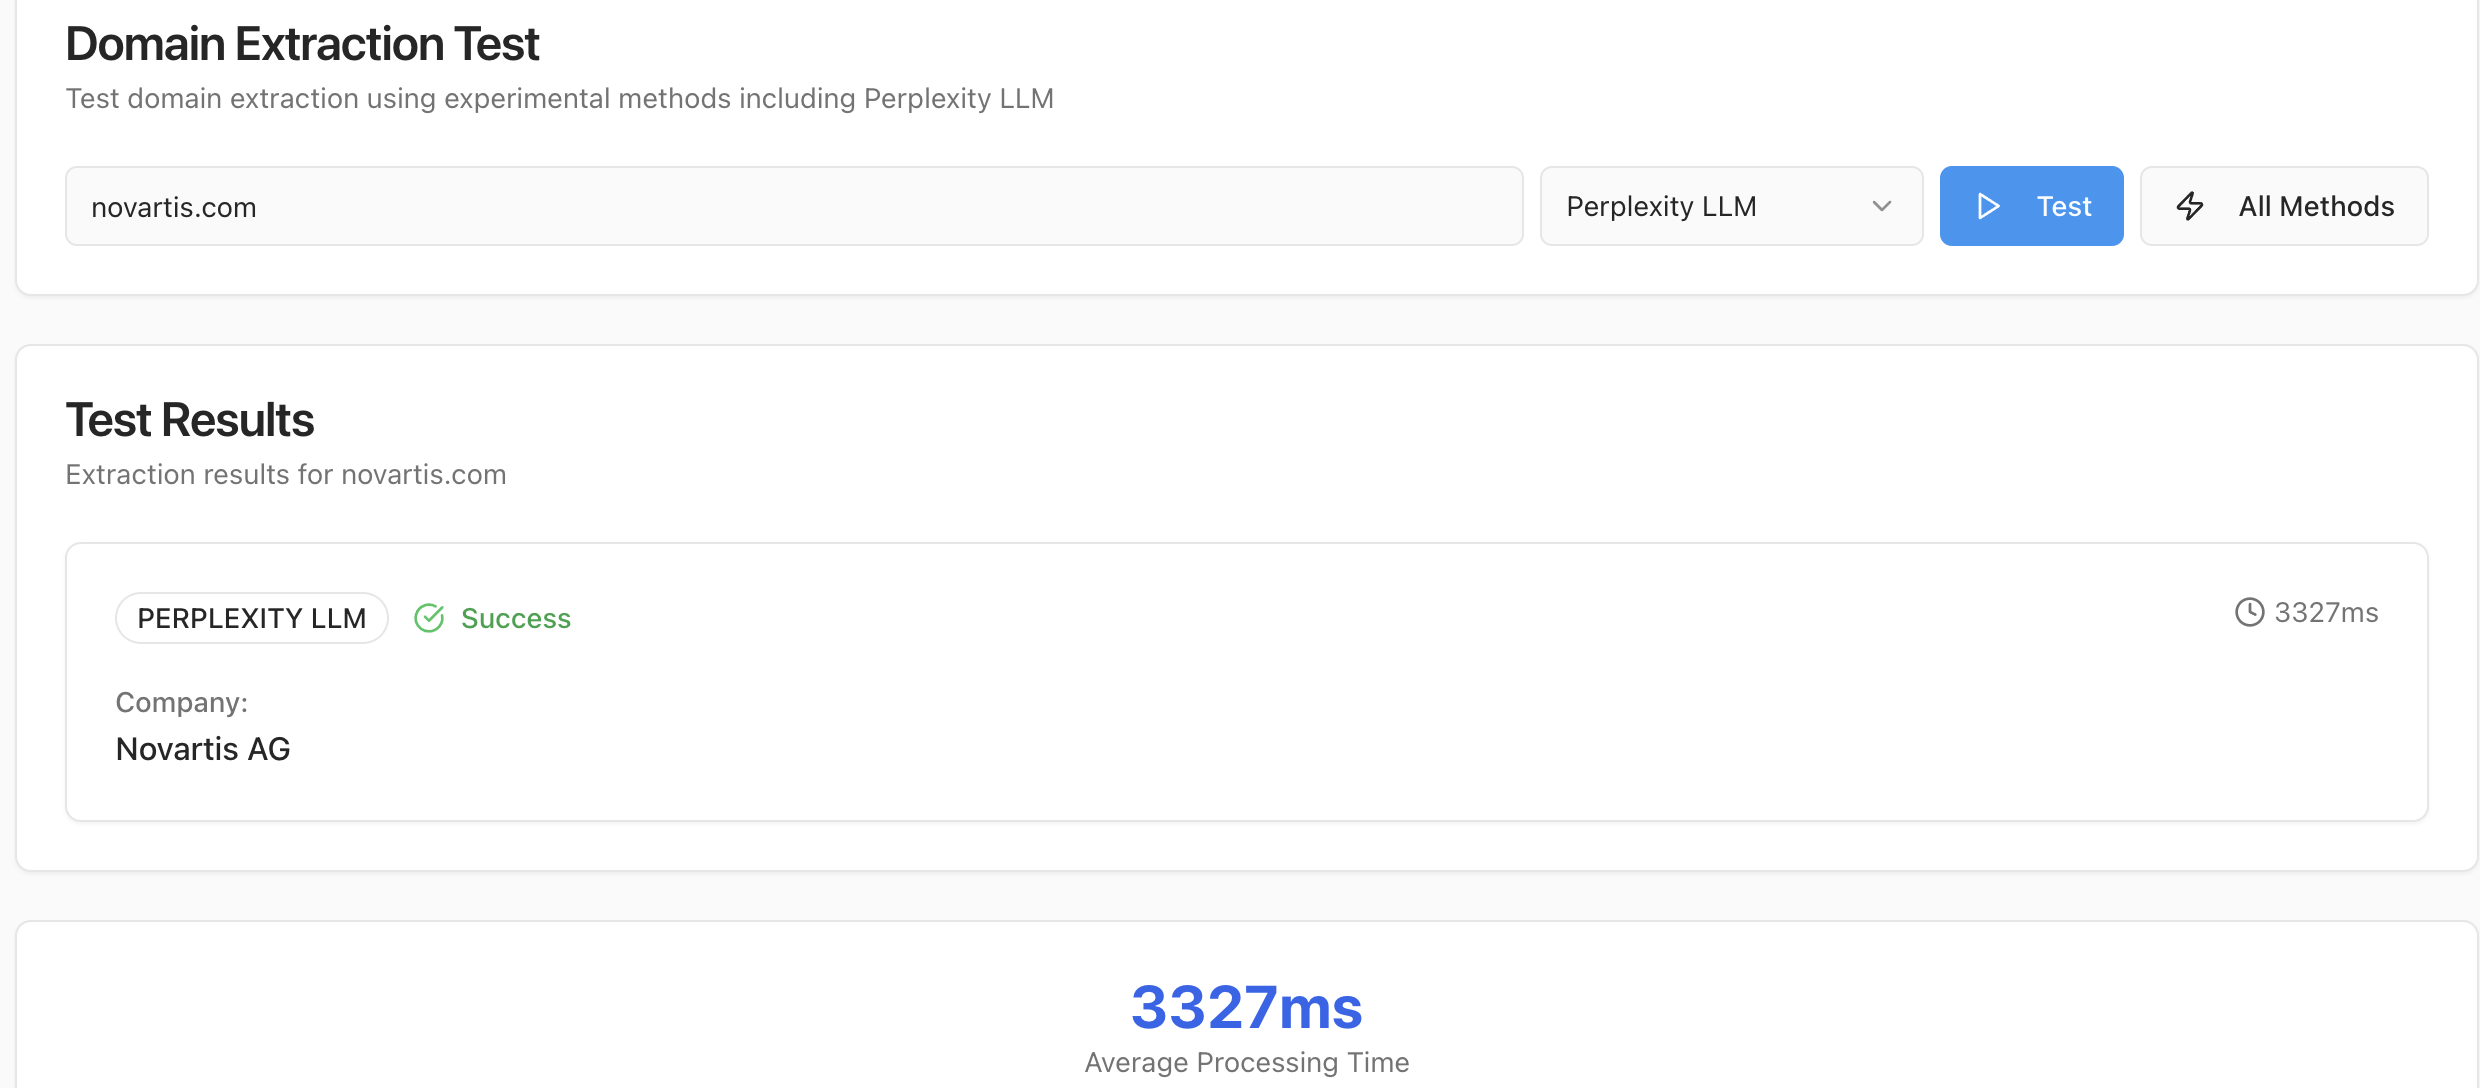 Domain Extraction Test
Test domain extraction using experimental methods including Perplexity LLM
novartis.com
Perplexity LLM
Test
All Methods
Test Results
Extraction results for novartis.com
PERPLEXITY LLM
Success
3327ms
Company:
Novartis AG
3327ms
Average Processing Time